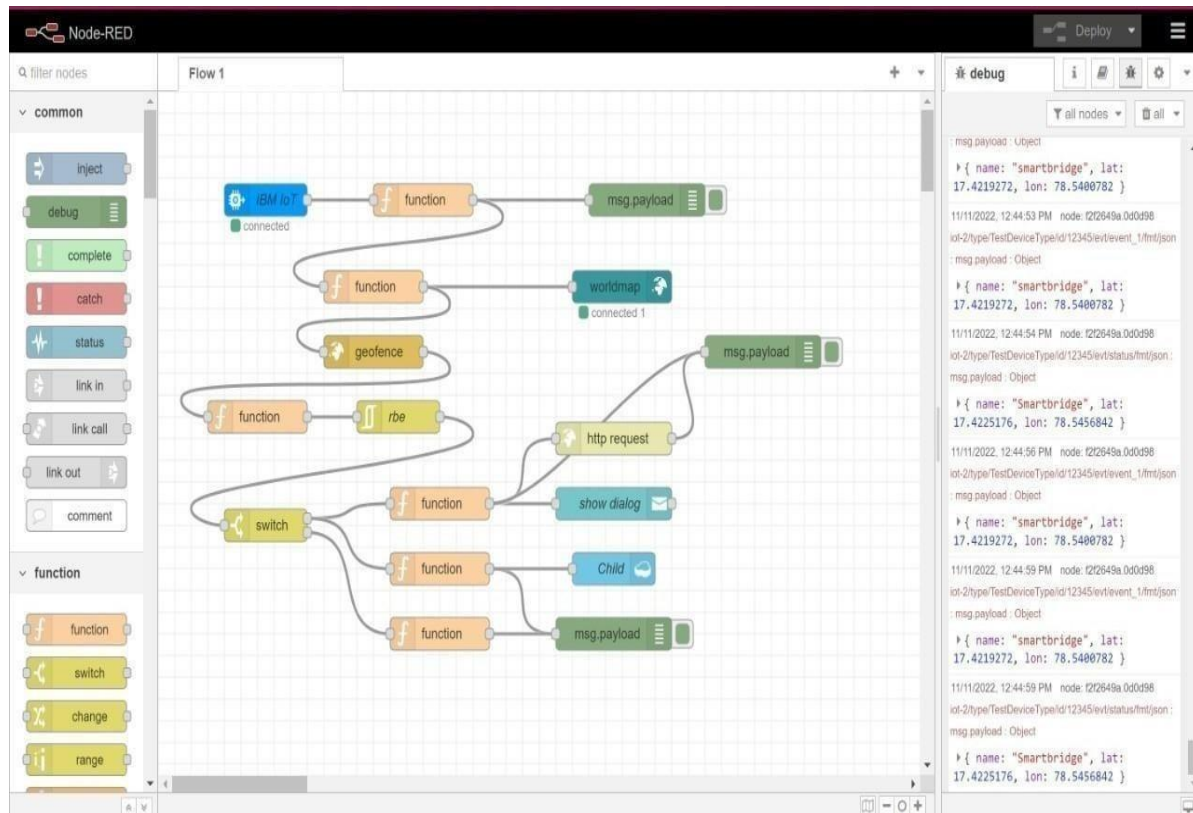 Node-RED
Deploy
filter nodes
common
inject
debug
complete
catch
status
link in
link call
link out
comment
function
function
switch
change
range
Flow 1
IBM IoT
connected
function
msg.payload
function
worldmap
connected 1
geofence
msg.payload
function
rbe
http request
function
show dialog
switch
function
Child
function
msg.payload
debug
i
all nodes
all
: msg.payload : Object
{ name: "smartbridge", lat:
17.4219272, lon: 78.5400782 }
11/11/2022, 12:44:53 PM node: f2f2649a.0d0d98
iot-2/type/TestDeviceType/id/12345/evt/event_1/fmt/json
: msg.payload : Object
{ name: "smartbridge", lat:
17.4219272, lon: 78.5400782 }
11/11/2022, 12:44:54 PM node: f2f2649a.0d0d98
iot-2/type/TestDeviceType/id/12345/evt/status/fmt/json :
msg.payload : Object
{ name: "Smartbridge", lat:
17.4225176, lon: 78.5456842 }
11/11/2022, 12:44:56 PM node: f2f2649a.0d0d98
iot-2/type/TestDeviceType/id/12345/evt/event_1/fmt/json
: msg.payload : Object
{ name: "smartbridge", lat:
17.4219272, lon: 78.5400782 }
11/11/2022, 12:44:59 PM node: f2f2649a.0d0d98
iot-2/type/TestDeviceType/id/12345/evt/event_1/fmt/json
: msg.payload : Object
{ name: "smartbridge", lat:
17.4219272, lon: 78.5400782 }
11/11/2022, 12:44:59 PM node: f2f2649a.0d0d98
iot-2/type/TestDeviceType/id/12345/evt/status/fmt/json :
msg.payload : Object
{ name: "Smartbridge", lat:
17.4225176, lon: 78.5456842 }